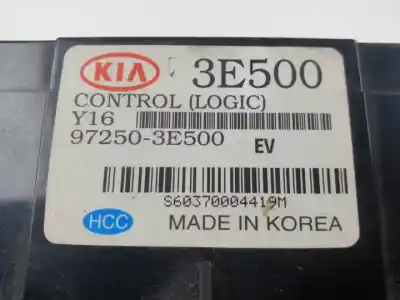 KIA 3E500
CONTROL (LOGIC)
Y16
97250-3E500 EV
S60370004419M
HCC MADE IN KOREA